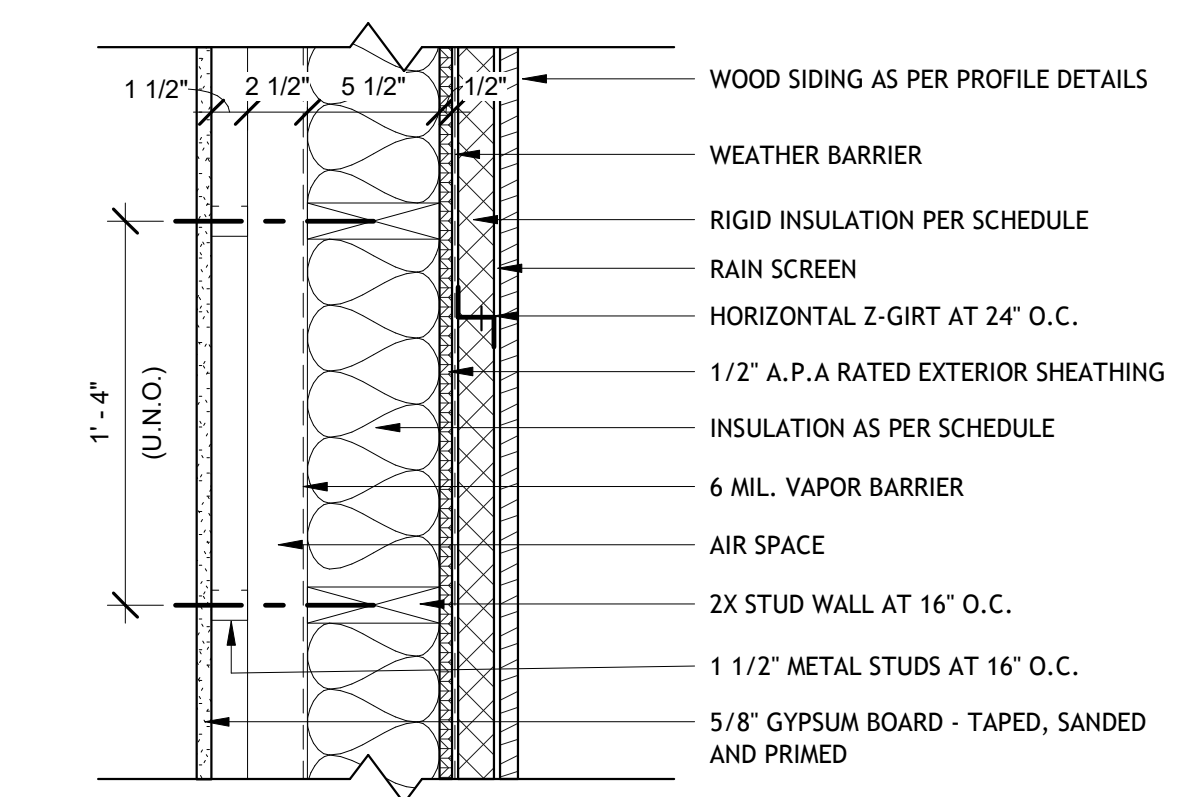 1 1/2"
2 1/2"
5 1/2"
1/2"
WOOD SIDING AS PER PROFILE DETAILS
WEATHER BARRIER
RIGID INSULATION PER SCHEDULE
RAIN SCREEN
HORIZONTAL Z-GIRT AT 24" O.C.
1/2" A.P.A RATED EXTERIOR SHEATHING
1' - 4"
(U.N.O.)
INSULATION AS PER SCHEDULE
6 MIL. VAPOR BARRIER
AIR SPACE
2X STUD WALL AT 16" O.C.
1 1/2" METAL STUDS AT 16" O.C.
5/8" GYPSUM BOARD - TAPED, SANDED
AND PRIMED